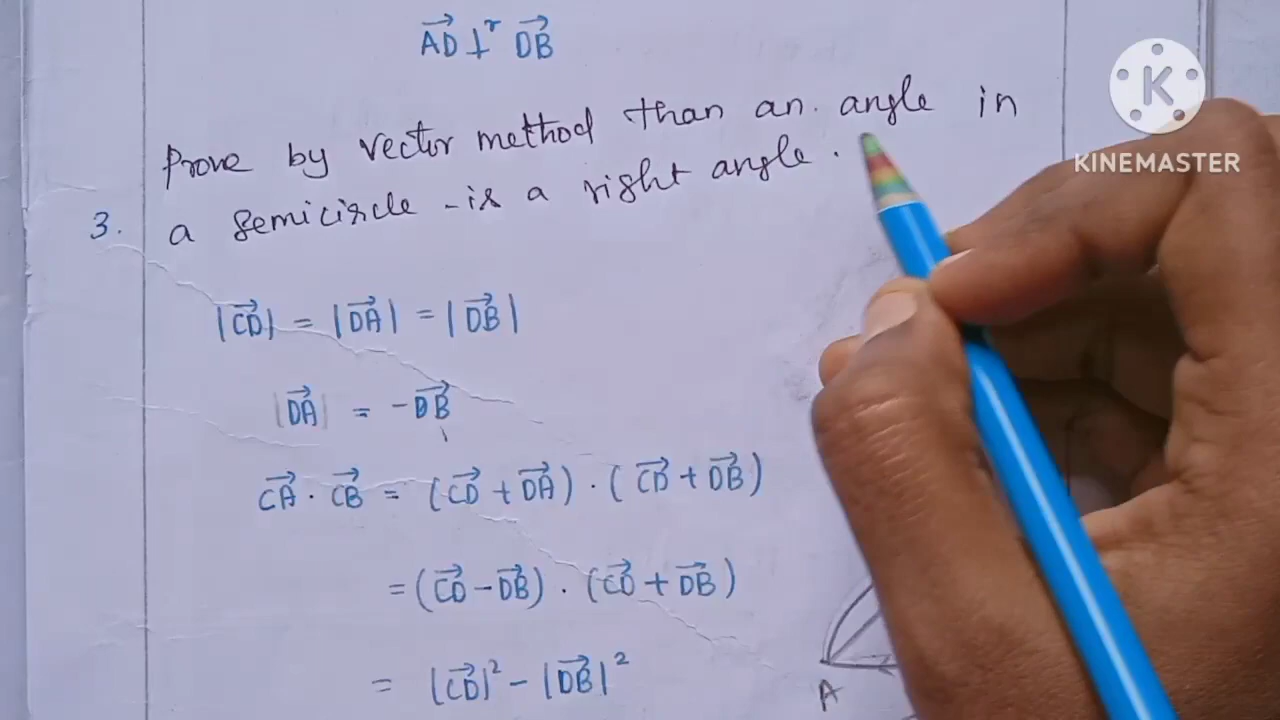 AD⃗ ⊥ʳ DB⃗
Prove by vector method than an. angle in
3. a semicircle is a right angle.
|CD⃗| = |DA⃗| = |DB⃗|
|DA⃗| = -DB⃗
CA⃗ · CB⃗ = (CD⃗ + DA⃗) · (CD⃗ + DB⃗)
= (CD⃗ - DB⃗) · (CD⃗ + DB⃗)
= |CD⃗|² - |DB⃗|²
A
K
KINEMASTER